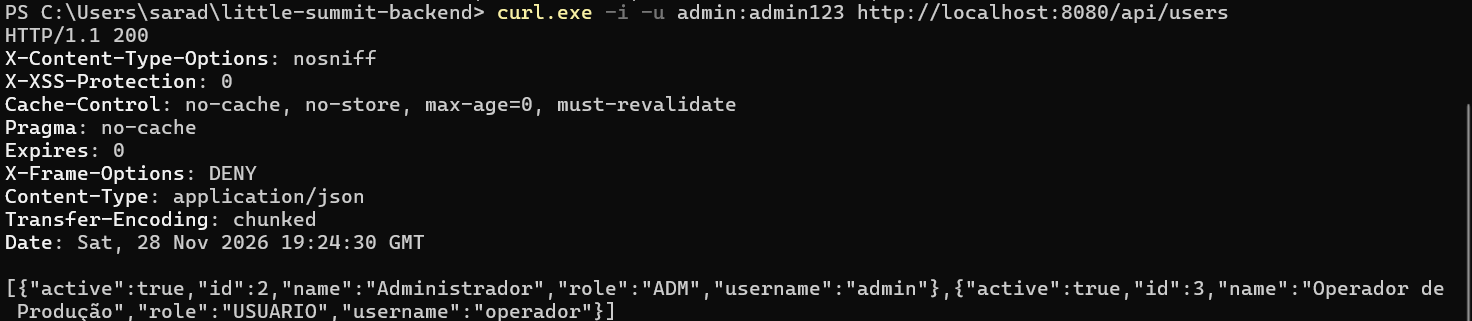 PS C:\Users\sarad\little-summit-backend> curl.exe -i -u admin:admin123 http://localhost:8080/api/users
HTTP/1.1 200
X-Content-Type-Options: nosniff
X-XSS-Protection: 0
Cache-Control: no-cache, no-store, max-age=0, must-revalidate
Pragma: no-cache
Expires: 0
X-Frame-Options: DENY
Content-Type: application/json
Transfer-Encoding: chunked
Date: Sat, 28 Nov 2026 19:24:30 GMT

[{"active":true,"id":2,"name":"Administrador","role":"ADM","username":"admin"},{"active":true,"id":3,"name":"Operador de
Produção","role":"USUARIO","username":"operador"}]